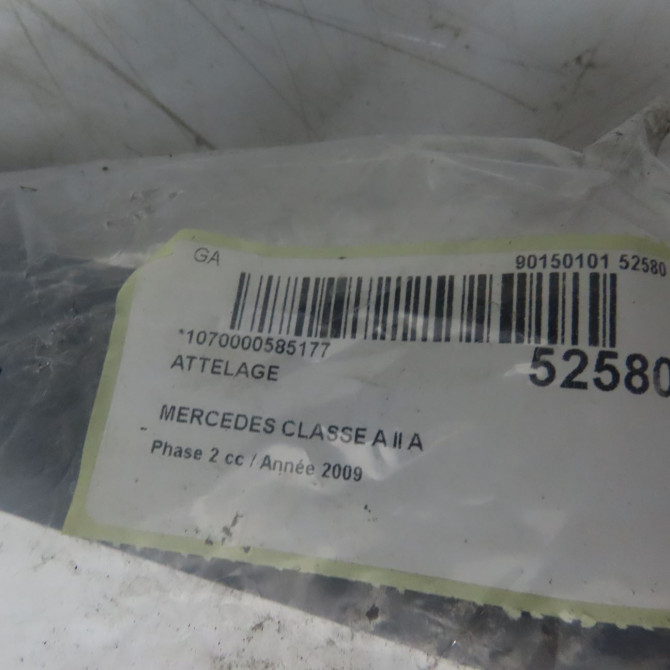 GA
90150101 52580
*1070000585177
52580
ATTELAGE
MERCEDES CLASSE A II A
Phase 2 cc / Année 2009